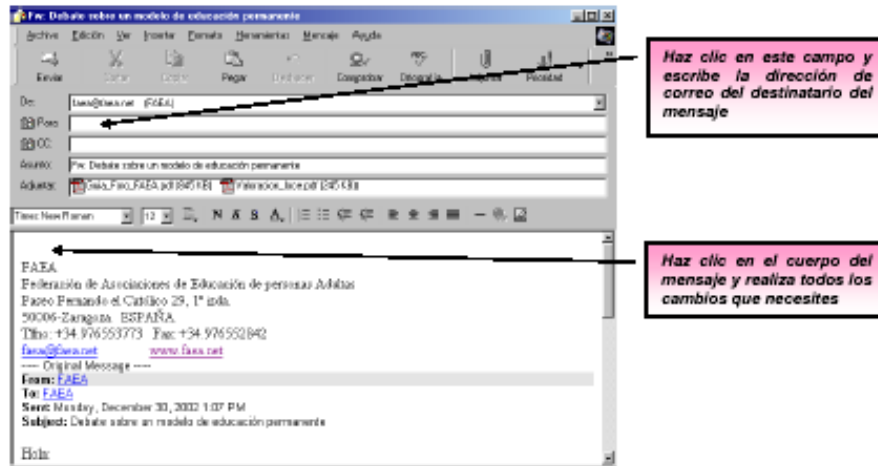 Fw: Debate sobre un modelo de educación permanente
Archivo Edición Ver Insertar Formato Herramientas Mensaje Ayuda
Enviar Cortar Copiar Pegar Deshacer Comprobar Ortografía Adjuntar Prioridad
De: faea@faea.net (FAEA)
Para:
CC:
Asunto: Fw: Debate sobre un modelo de educación permanente
Adjuntar: Guia_Foro_FAEA.pdf (845 KB)
Times New Roman 12 N K S A
FAEA
Federación de Asociaciones de Educación de personas Adultas
Paseo Fernando el Católico 29, 1ª izda.
50006-Zaragoza. ESPAÑA
Tfno: +34.976553773 Fax: +34.976552842
faea@faea.net www.faea.net
---- Original Message ----
From: FAEA
To: FAEA
Sent: Monday, December 30, 2002 1:07 PM
Subject: Debate sobre un modelo de educación permanente
Hola:
Haz clic en este campo y
escribe la dirección de
correo del destinatario del
mensaje
Haz clic en el cuerpo del
mensaje y realiza todos los
cambios que necesites